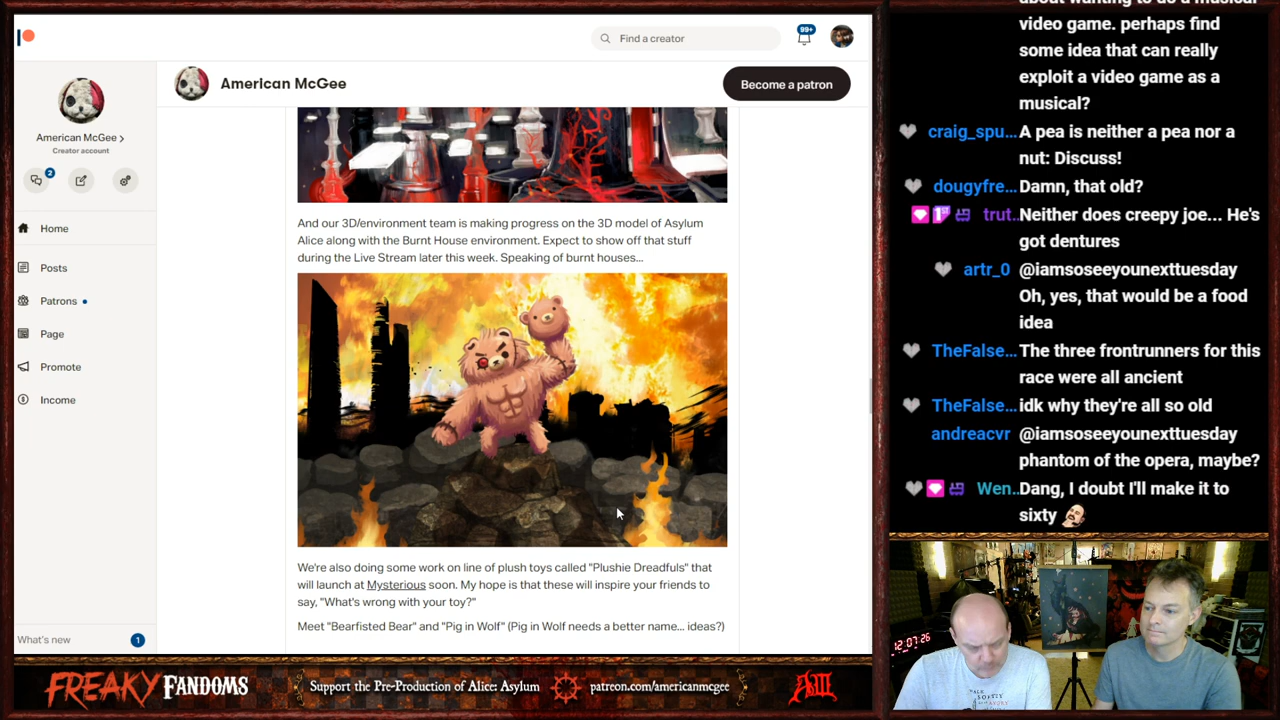 99+
Find a creator
American McGee
Become a patron
American McGee
Creator account
2
Home
Posts
Patrons
Page
Promote
Income
What's new
1
And our 3D/environment team is making progress on the 3D model of Asylum
Alice along with the Burnt House environment. Expect to show off that stuff
during the Live Stream later this week. Speaking of burnt houses...
We're also doing some work on line of plush toys called "Plushie Dreadfuls" that
will launch at Mysterious soon. My hope is that these will inspire your friends to
say, "What's wrong with your toy?"
Meet "Bearfisted Bear" and "Pig in Wolf" (Pig in Wolf needs a better name... ideas?)
about wanting to do a musical
video game. perhaps find
some idea that can really
exploit a video game as a
musical?
craig_spu... A pea is neither a pea nor a
nut: Discuss!
dougyfre... Damn, that old?
1ST trut.. Neither does creepy joe... He's
got dentures
artr_0 @iamsoseeyounexttuesday
Oh, yes, that would be a food
idea
TheFalse... The three frontrunners for this
race were all ancient
TheFalse... idk why they're all so old
andreacvr @iamsoseeyounexttuesday
phantom of the opera, maybe?
Wen.. Dang, I doubt I'll make it to
sixty
12:07:26
FREAKY FANDOMS
Support the Pre-Production of Alice: Asylum
patreon.com/americanmcgee